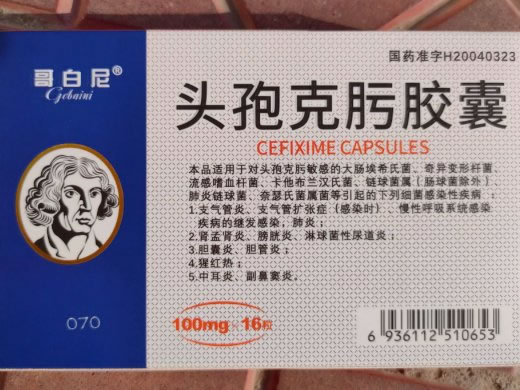 国药准字H20040323
哥白尼®
Gebaini
头孢克肟胶囊
CEFIXIME CAPSULES
本品适用于对头孢克肟敏感的大肠埃希氏菌、奇异变形杆菌、
流感嗜血杆菌、卡他布兰汉氏菌、链球菌属(肠球菌除外)、
肺炎链球菌、奈瑟氏菌属菌等引起的下列细菌感染性疾病:
1.支气管炎、支气管扩张症(感染时)、慢性呼吸系统感染
疾病的继发感染,肺炎;
2.肾盂肾炎、膀胱炎、淋球菌性尿道炎;
3.胆囊炎、胆管炎;
4.猩红热;
5.中耳炎、副鼻窦炎。
070
100mg×16粒
6 936112 510653